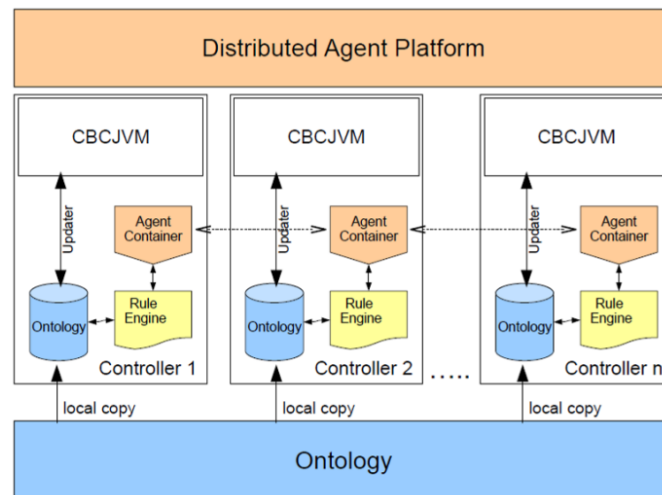 Distributed Agent Platform
CBCJVM
Updater
Agent
Container
Ontology
Rule
Engine
Controller 1
local copy
CBCJVM
Updater
Agent
Container
Ontology
Rule
Engine
Controller 2
.....
local copy
CBCJVM
Updater
Agent
Container
Ontology
Rule
Engine
Controller n
local copy
Ontology